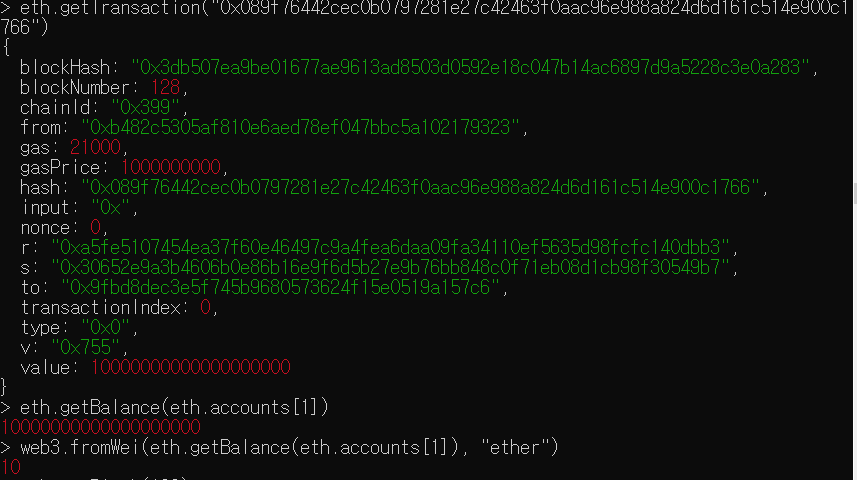 > eth.getTransaction("0x089f76442cec0b0797281e27c42463f0aac96e988a824d6d161c514e900c1
766")
{
blockHash: "0x3db507ea9be01677ae9613ad8503d0592e18c047b14ac6897d9a5228c3e0a283",
blockNumber: 128,
chainId: "0x399",
from: "0xb482c5305af810e6aed78ef047bbc5a102179323",
gas: 21000,
gasPrice: 1000000000,
hash: "0x089f76442cec0b0797281e27c42463f0aac96e988a824d6d161c514e900c1766",
input: "0x",
nonce: 0,
r: "0xa5fe5107454ea37f60e46497c9a4fea6daa09fa34110ef5635d98fcfc140dbb3",
s: "0x30652e9a3b4606b0e86b16e9f6d5b27e9b76bb848c0f71eb08d1cb98f30549b7",
to: "0x9fbd8dec3e5f745b9680573624f15e0519a157c6",
transactionIndex: 0,
type: "0x0",
v: "0x755",
value: 10000000000000000000
}
> eth.getBalance(eth.accounts[1])
10000000000000000000
> web3.fromWei(eth.getBalance(eth.accounts[1]), "ether")
10